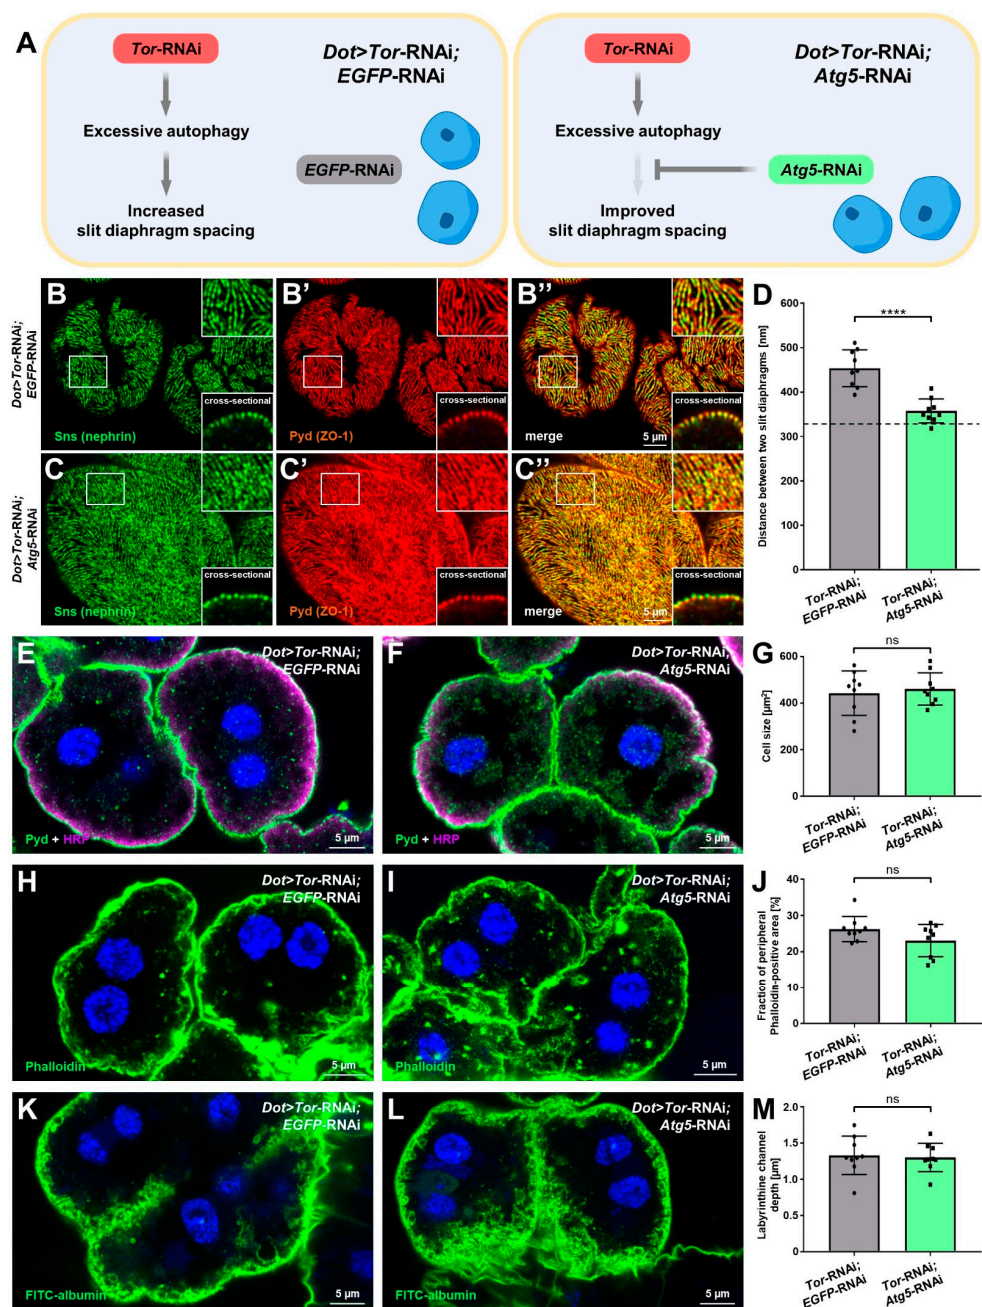 A
Tor-RNAi
Dot>Tor-RNAi;
EGFP-RNAi
Excessive autophagy
EGFP-RNAi
Increased
slit diaphragm spacing
Tor-RNAi
Dot>Tor-RNAi;
Atg5-RNAi
Excessive autophagy
Atg5-RNAi
Improved
slit diaphragm spacing
Dot>Tor-RNAi;
EGFP-RNAi
B
cross-sectional
Sns (nephrin)
B'
cross-sectional
Pyd (ZO-1)
B''
cross-sectional
merge
5 µm
Dot>Tor-RNAi;
Atg5-RNAi
C
cross-sectional
Sns (nephrin)
C'
cross-sectional
Pyd (ZO-1)
C''
cross-sectional
merge
5 µm
D
Distance between two slit diaphragms [nm]
600
500
400
300
200
100
0
****
Tor-RNAi;
EGFP-RNAi
Tor-RNAi;
Atg5-RNAi
E
Dot>Tor-RNAi;
EGFP-RNAi
Pyd + HRP
5 µm
F
Dot>Tor-RNAi;
Atg5-RNAi
Pyd + HRP
5 µm
G
Cell size [µm²]
600
400
200
0
ns
Tor-RNAi;
EGFP-RNAi
Tor-RNAi;
Atg5-RNAi
H
Dot>Tor-RNAi;
EGFP-RNAi
Phalloidin
5 µm
I
Dot>Tor-RNAi;
Atg5-RNAi
Phalloidin
5 µm
J
Fraction of peripheral
Phalloidin-positive area [%]
40
30
20
10
0
ns
Tor-RNAi;
EGFP-RNAi
Tor-RNAi;
Atg5-RNAi
K
Dot>Tor-RNAi;
EGFP-RNAi
FITC-albumin
5 µm
L
Dot>Tor-RNAi;
Atg5-RNAi
FITC-albumin
5 µm
M
Labyrinthine channel
depth [µm]
2.0
1.5
1.0
0.5
0
ns
Tor-RNAi;
EGFP-RNAi
Tor-RNAi;
Atg5-RNAi